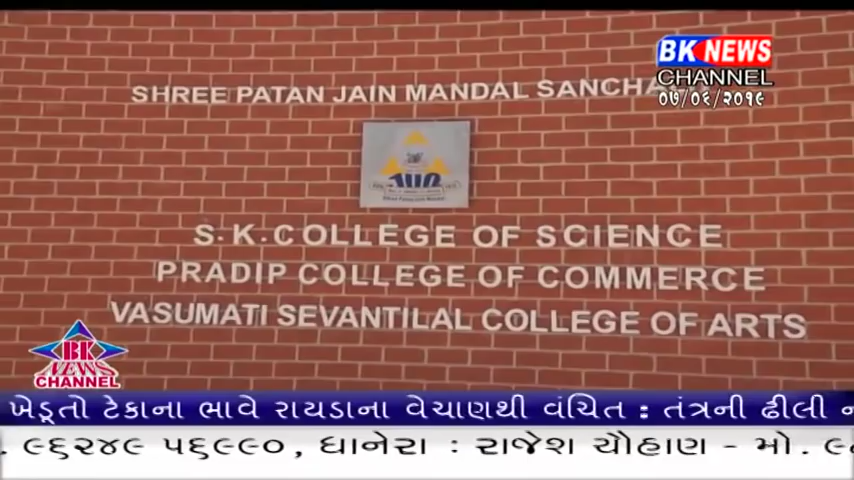 BK NEWS
CHANNEL
૦૭/૦૬/૨૦૧૯
SHREE PATAN JAIN MANDAL
S.K.COLLEGE OF SCIENCE
PRADIP COLLEGE OF COMMERCE
VASUMATI SEVANTILAL COLLEGE OF ARTS
BK
NEWS
CHANNEL
ખેડૂતો ટેકાના ભાવે રાયડાના વેચાણથી વંચિત : તંત્રની ઢીલી
. ૯૬૨૪૯ ૫૬૯૯૦, ધાનેરા : રાજેશ ચૌહાણ - મો.